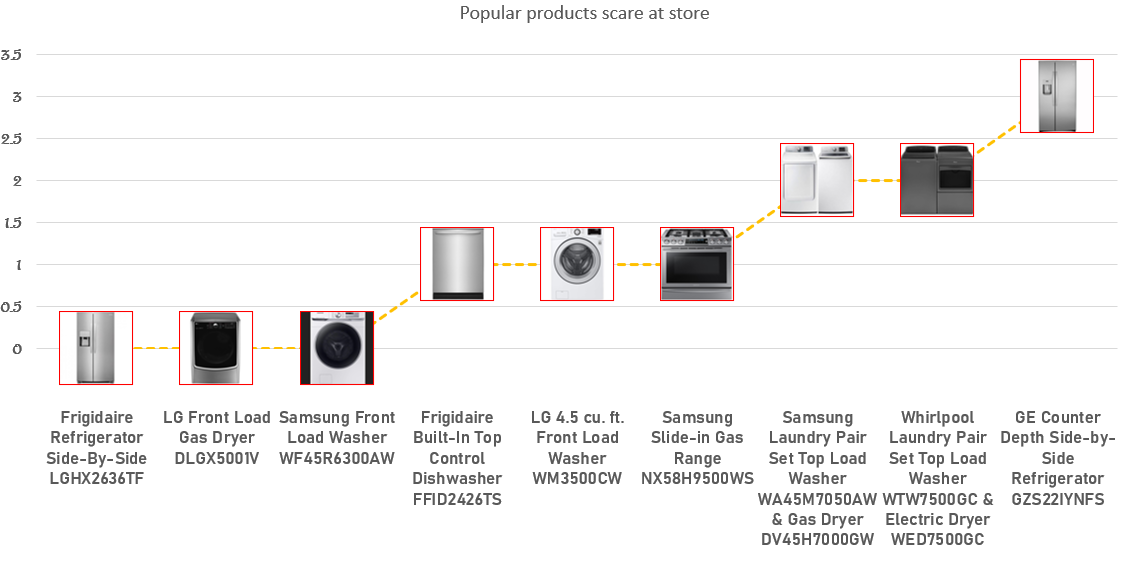 Popular products scare at store
3.5
3
2.5
2
1.5
1
0.5
0
Frigidaire
Refrigerator
Side-By-Side
LGHX2636TF
LG Front Load
Gas Dryer
DLGX5001V
Samsung Front
Load Washer
WF45R6300AW
Frigidaire
Built-In Top
Control
Dishwasher
FFID2426TS
LG 4.5 cu. ft.
Front Load
Washer
WM3500CW
Samsung
Slide-in Gas
Range
NX58H9500WS
Samsung
Laundry Pair
Set Top Load
Washer
WA45M7050AW
& Gas Dryer
DV45H7000GW
Whirlpool
Laundry Pair
Set Top Load
Washer
WTW7500GC &
Electric Dryer
WED7500GC
GE Counter
Depth Side-by-
Side
Refrigerator
GZS22IYNFS